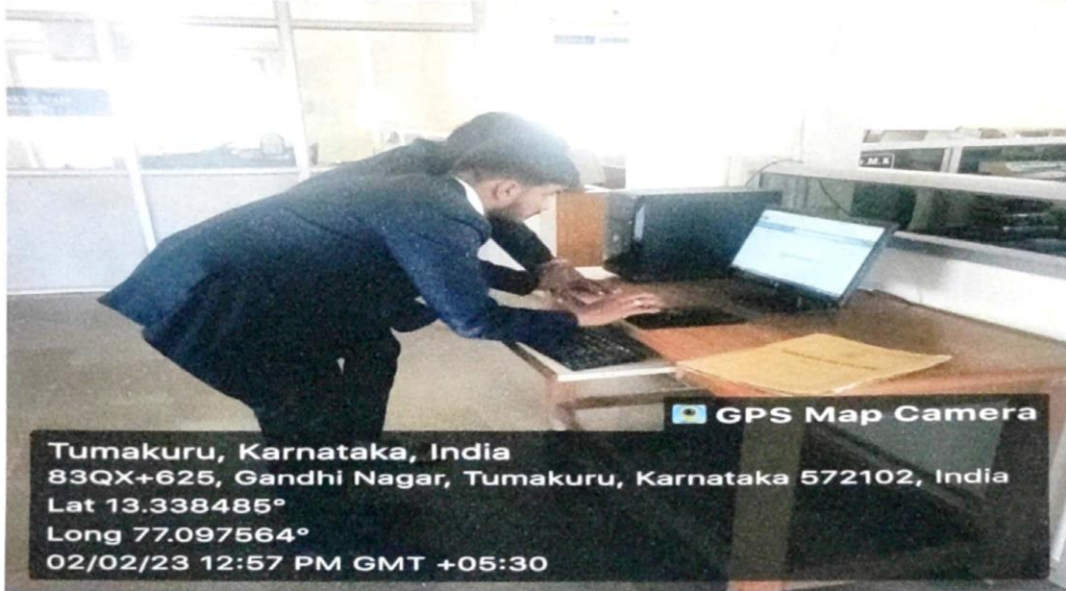 GPS Map Camera
Tumakuru, Karnataka, India
83QX+625, Gandhi Nagar, Tumakuru, Karnataka 572102, India
Lat 13.338485°
Long 77.097564°
02/02/23 12:57 PM GMT +05:30